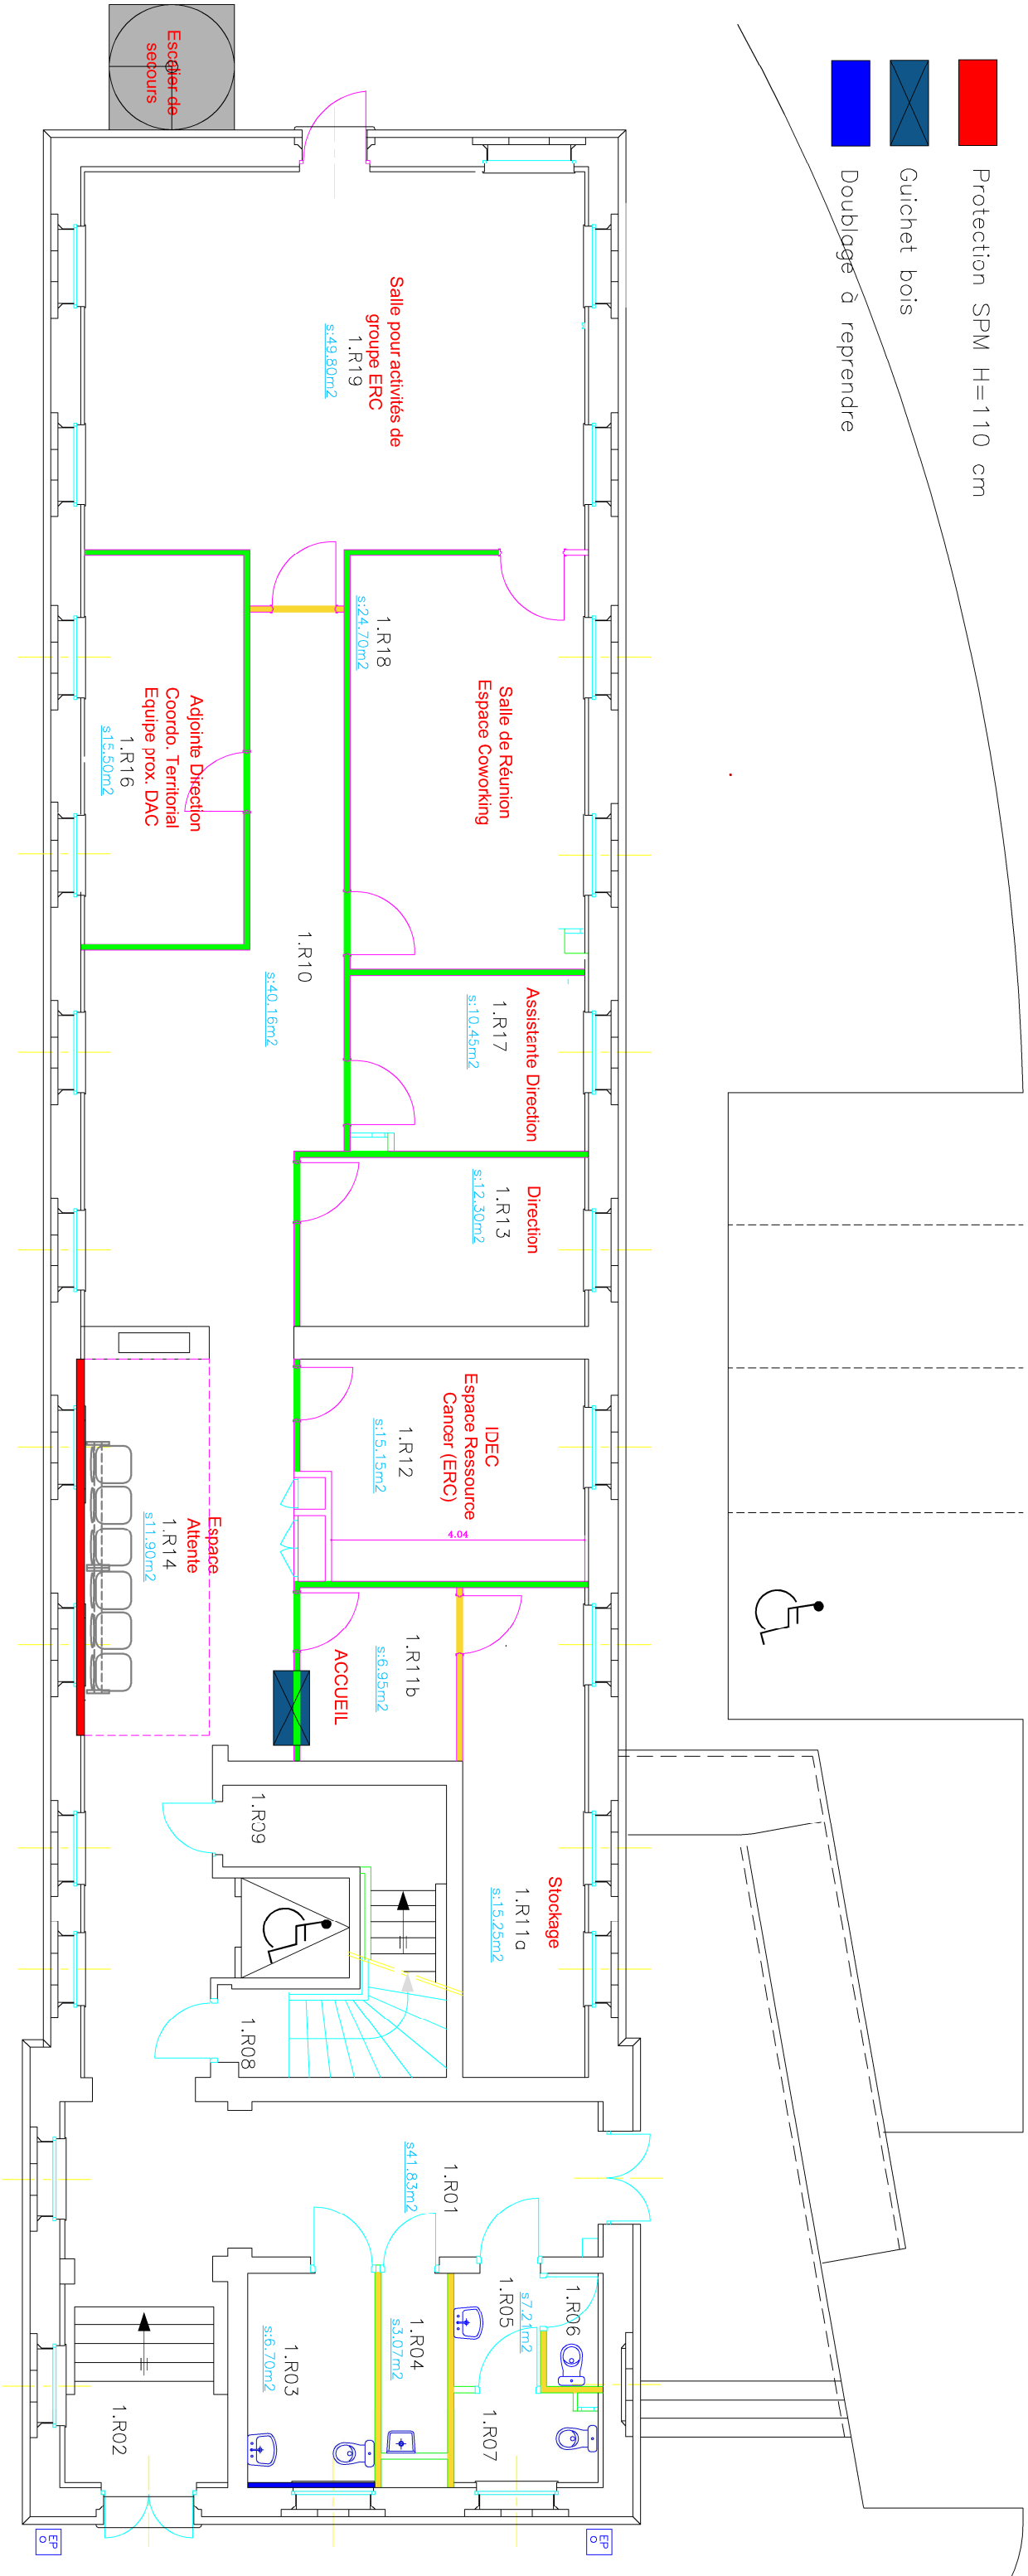 Protection SPM H=110 cm
Guichet bois
Doublage à reprendre
Escalier de
secours
Salle pour activités de
groupe ERC
1.R19
s:49.80m2
1.R18
s:24.70m2
Salle de Réunion
Espace Coworking
Adjointe Direction
Coordo. Territorial
Equipe prox. DAC
1.R16
s15.50m2
1.R10
s:40.16m2
Assistante Direction
1.R17
s:10.45m2
Direction
1.R13
s:12.30m2
IDEC
Espace Ressource
Cancer (ERC)
1.R12
s:15.15m2
4.04
Espace
Attente
1.R14
s11.90m2
1.R11b
s:6.95m2
ACCUEIL
Stockage
1.R11a
s:15.25m2
1.R09
1.R08
1.R01
s41.83m2
1.R06
1.R05
s7.21m2
1.R04
s3.07m2
1.R03
s:6.70m2
1.R07
1.R02
EP
EP